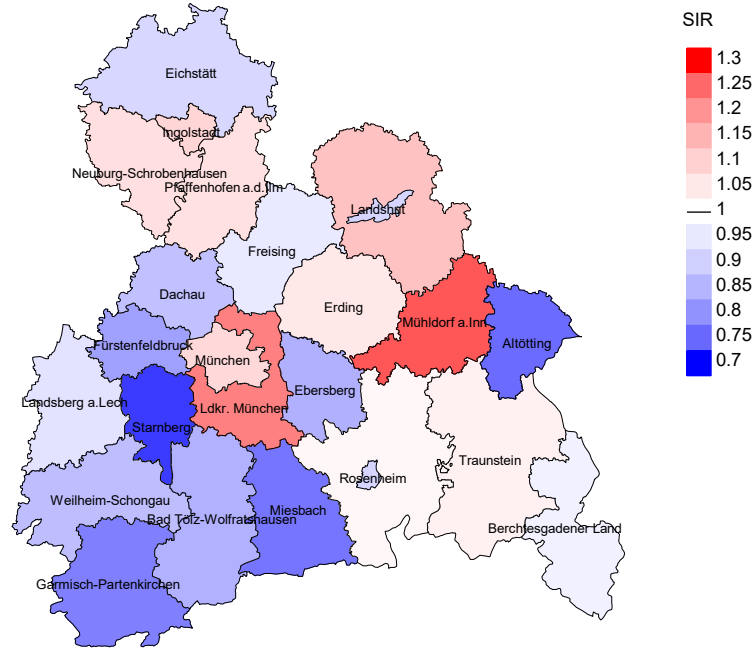 SIR
1.3
1.25
1.2
1.15
1.1
1.05
1
0.95
0.9
0.85
0.8
0.75
0.7
Eichstätt
Ingolstadt
Neuburg-Schrobenhausen
Pfaffenhofen a.d.Ilm
Landshut
Freising
Dachau
Erding
Mühldorf a.Inn
Altötting
Fürstenfeldbruck
München
Ebersberg
Landsberg a.Lech
Ldkr. München
Starnberg
Traunstein
Rosenheim
Weilheim-Schongau
Miesbach
Bad Tölz-Wolfratshausen
Berchtesgadener Land
Garmisch-Partenkirchen